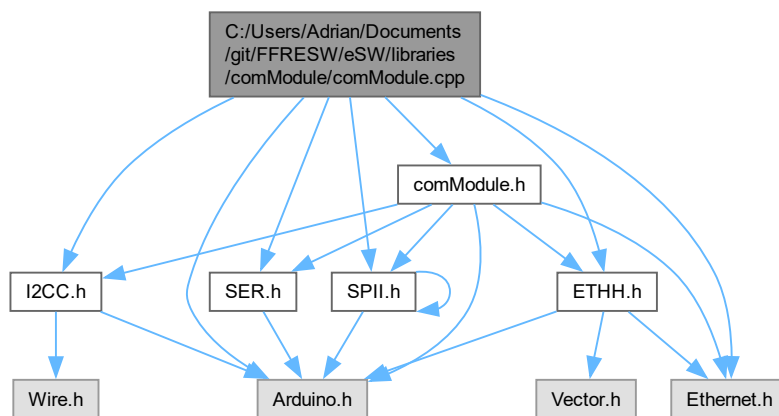 C:/Users/Adrian/Documents
/git/FFRESW/eSW/libraries
/comModule/comModule.cpp
comModule.h
I2CC.h
SER.h
SPII.h
ETHH.h
Wire.h
Arduino.h
Vector.h
Ethernet.h